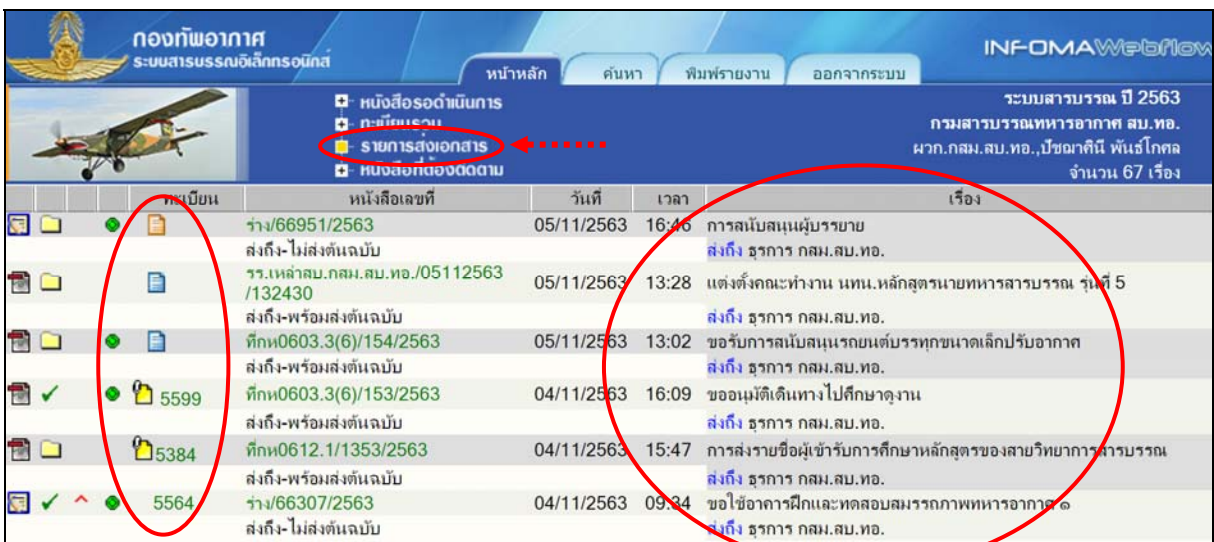 กองทัพอากาศ
ระบบสารบรรณอิเล็กทรอนิกส์
INFOMAWebflow
หน้าหลัก ค้นหา พิมพ์รายงาน ออกจากระบบ
หนังสือรอดำเนินการ
ทะเบียนรวม
รายการส่งเอกสาร
หนังสือที่ต้องติดตาม
ระบบสารบรรณ ปี 2563
กรมสารบรรณทหารอากาศ สบ.ทอ.
ผวก.กสม.สบ.ทอ.,ปัชฌาศินี พันธ์โกศล
จำนวน 67 เรื่อง
ทะเบียน หนังสือเลขที่ วันที่ เวลา เรื่อง
ร่าง/66951/2563 05/11/2563 16:46 การสนับสนุนผู้บรรยาย
ส่งถึง-ไม่ส่งต้นฉบับ ส่งถึง ธุรการ กสม.สบ.ทอ.
รร.เหล่าสบ.กสม.สบ.ทอ./05112563
/132430 05/11/2563 13:28 แต่งตั้งคณะทำงาน นทน.หลักสูตรนายทหารสารบรรณ รุ่นที่ 5
ส่งถึง-พร้อมส่งต้นฉบับ ส่งถึง ธุรการ กสม.สบ.ทอ.
ที่กห0603.3(6)/154/2563 05/11/2563 13:02 ขอรับการสนับสนุนรถยนต์บรรทุกขนาดเล็กปรับอากาศ
ส่งถึง-พร้อมส่งต้นฉบับ ส่งถึง ธุรการ กสม.สบ.ทอ.
5599 ที่กห0603.3(6)/153/2563 04/11/2563 16:09 ขออนุมัติเดินทางไปศึกษาดูงาน
ส่งถึง-พร้อมส่งต้นฉบับ ส่งถึง ธุรการ กสม.สบ.ทอ.
5384 ที่กห0612.1/1353/2563 04/11/2563 15:47 การส่งรายชื่อผู้เข้ารับการศึกษาหลักสูตรของสายวิทยาการสารบรรณ
ส่งถึง-พร้อมส่งต้นฉบับ ส่งถึง ธุรการ กสม.สบ.ทอ.
5564 ร่าง/66307/2563 04/11/2563 09:34 ขอใช้อาคารฝึกและทดสอบสมรรถภาพทหารอากาศ ๑
ส่งถึง-ไม่ส่งต้นฉบับ ส่งถึง ธุรการ กสม.สบ.ทอ.